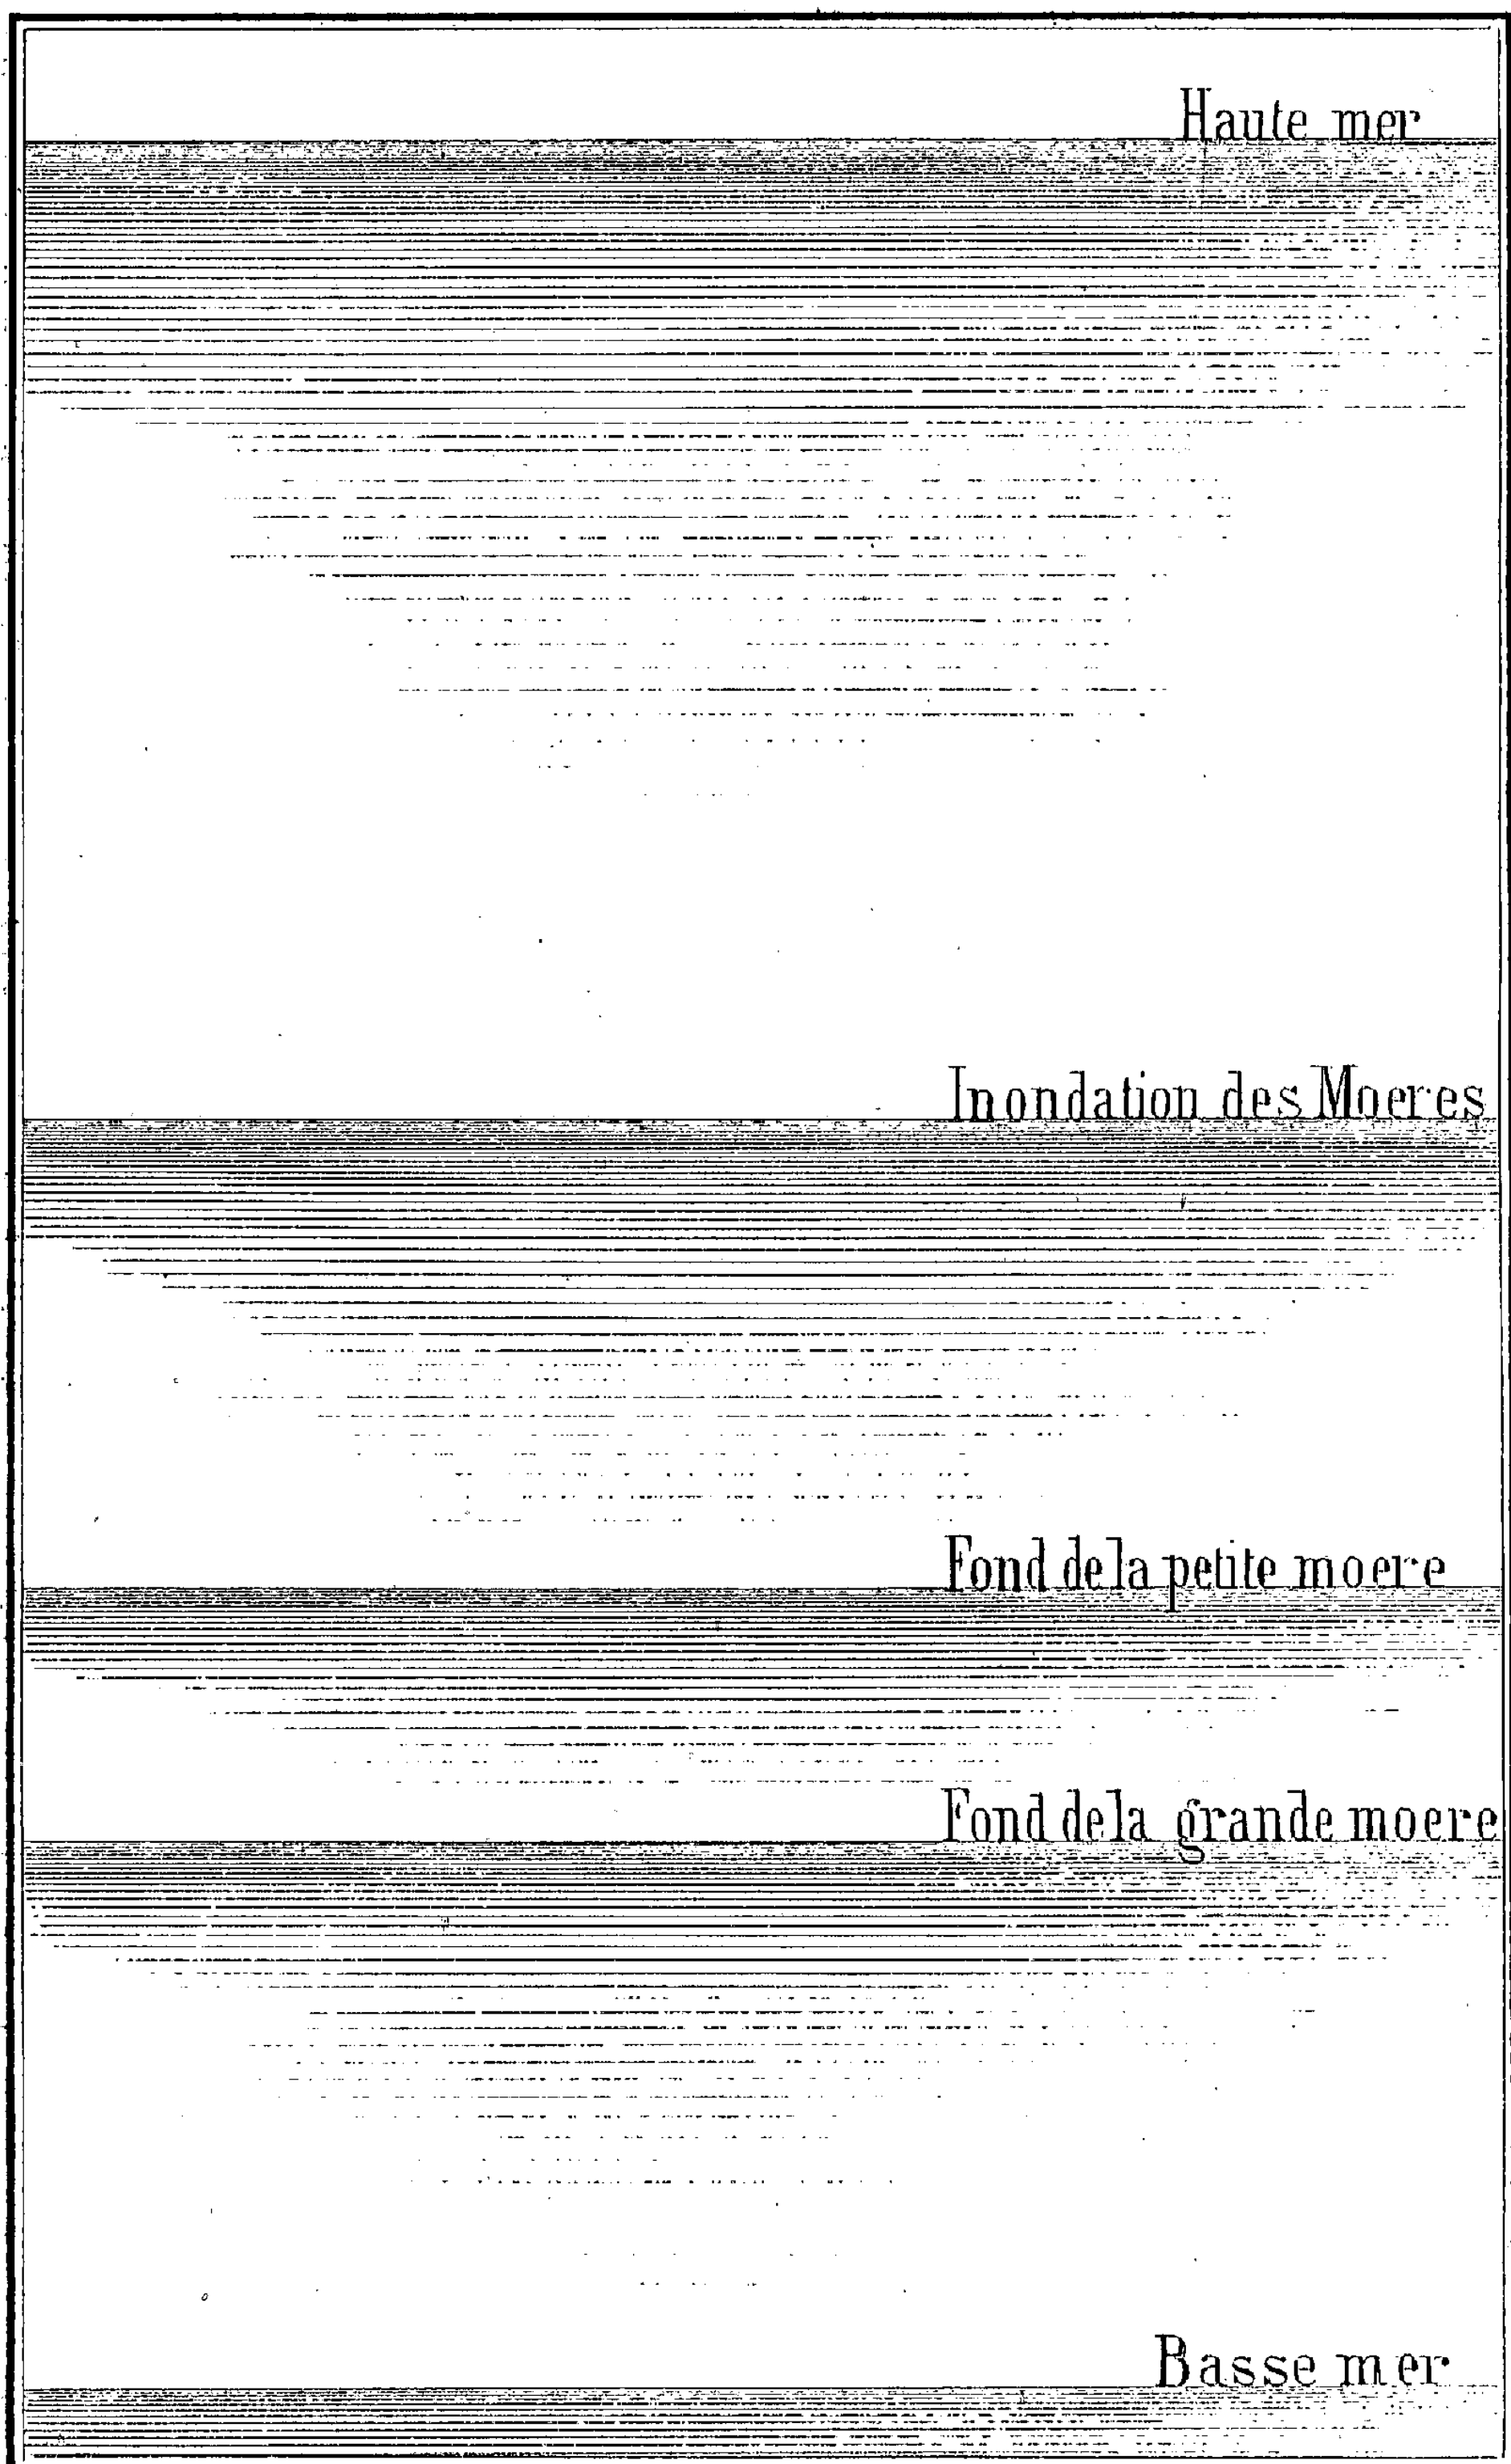 Haute mer
Inondation des Moeres
Fond de la petite moere
Fond de la grande moere
Basse mer